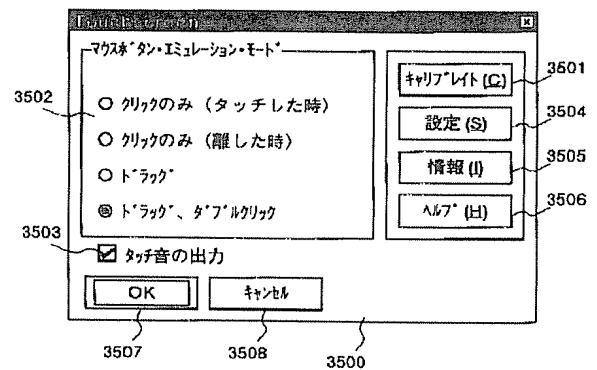 TouchScreen
マウスボタン・エミュレーション・モード
クリックのみ (タッチした時)
クリックのみ (離した時)
ドラッグ
ドラッグ、ダブルクリック
タッチ音の出力
OK
キャンセル
キャリブレイト (C)
設定 (S)
情報 (I)
ヘルプ (H)
3501
3502
3504
3505
3506
3503
3507
3508
3500